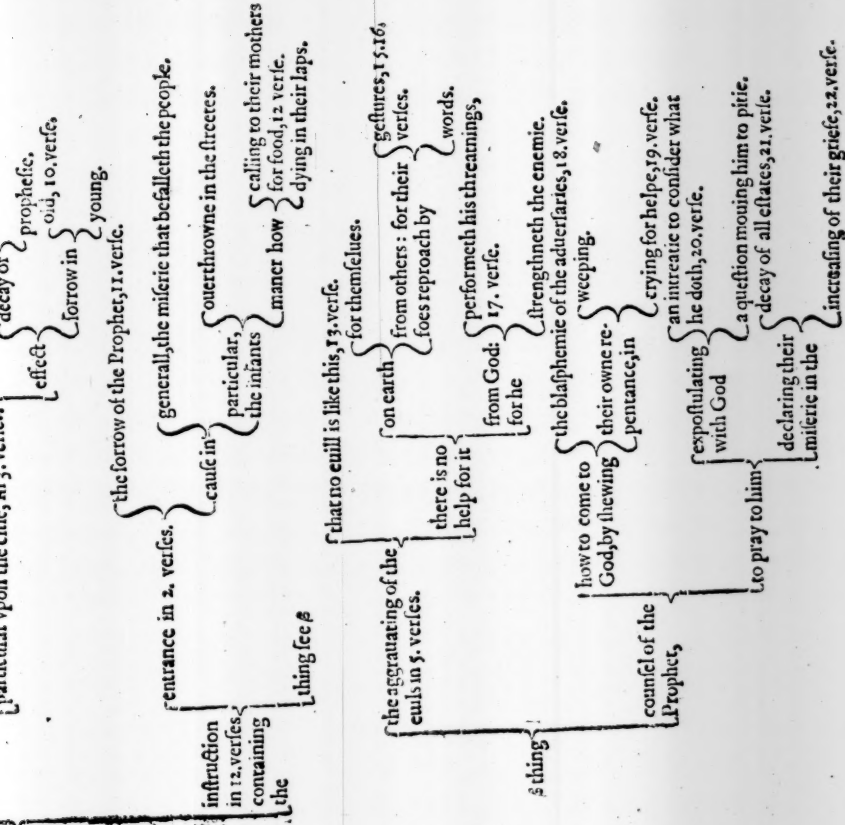 particular vpon the citie,
decay of
propheſie.
effect
old, 10.verſe.
ſorrow in
young.
the ſorrow of the Prophet,11.verſe.
entrance in 2. verſes.
generall,the miſerie that befalleth the people.
cauſe in
ouerthrowne in the ſtreetes.
particular,
the infants
calling to their mothers
maner how
for food,12 verſe.
dying in their laps.
inſtruction
in 12.verſes
containing
the
thing ſee β
that no euill is like this,13.verſe.
for themſelues.
on earth
geſtures,15.16,
verſes.
from others: for their
foes reproach by
words.
the aggrauating of the
euils in 5. verſes.
there is no
help for it
performeth his threatnings,
17. verſe.
from God:
for he
ſtrengthneth the enemie.
β thing
the blaſphemie of the aduerſaries,18.verſe.
how to come to
God,by ſhewing
weeping.
their owne re-
pentance,in
crying for helpe,19.verſe.
counſel of the
Prophet,
an intreatie to conſider what
he doth,20.verſe.
expoſtulating
with God
a queſtion mouing him to pitie.
to pray to him
decay of all eſtates,21.verſe.
declaring their
miſerie in the
increaſing of their griefe,22.verſe.